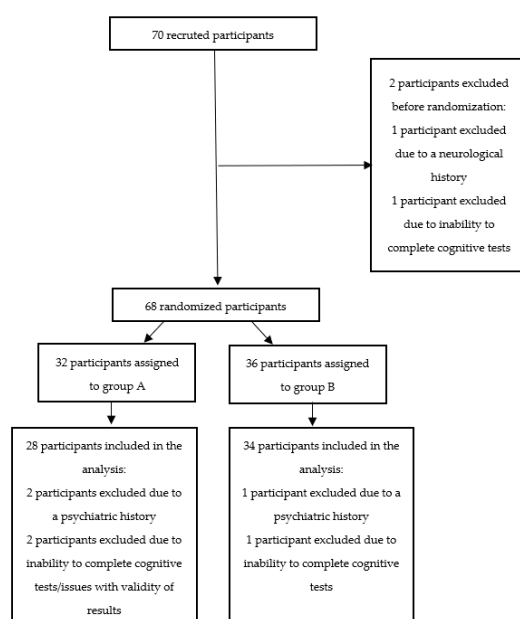 70 recruted participants
2 participants excluded
before randomization:
1 participant excluded
due to a neurological
history
1 participant excluded
due to inability to
complete cognitive tests
68 randomized participants
32 participants assigned
to group A
36 participants assigned
to group B
28 participants included in the
analysis:
2 participants excluded due to
a psychiatric history
2 participants excluded due to
inability to complete cognitive
tests/issues with validity of
results
34 participants included in the
analysis:
1 participant excluded due to a
psychiatric history
1 participant excluded due to
inability to complete cognitive
tests